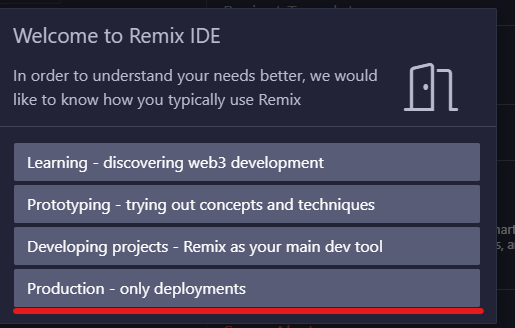 Welcome to Remix IDE
In order to understand your needs better, we would
like to know how you typically use Remix
Learning - discovering web3 development
Prototyping - trying out concepts and techniques
Developing projects - Remix as your main dev tool
Production - only deployments